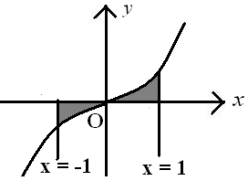 y
x
O
x = -1
x = 1